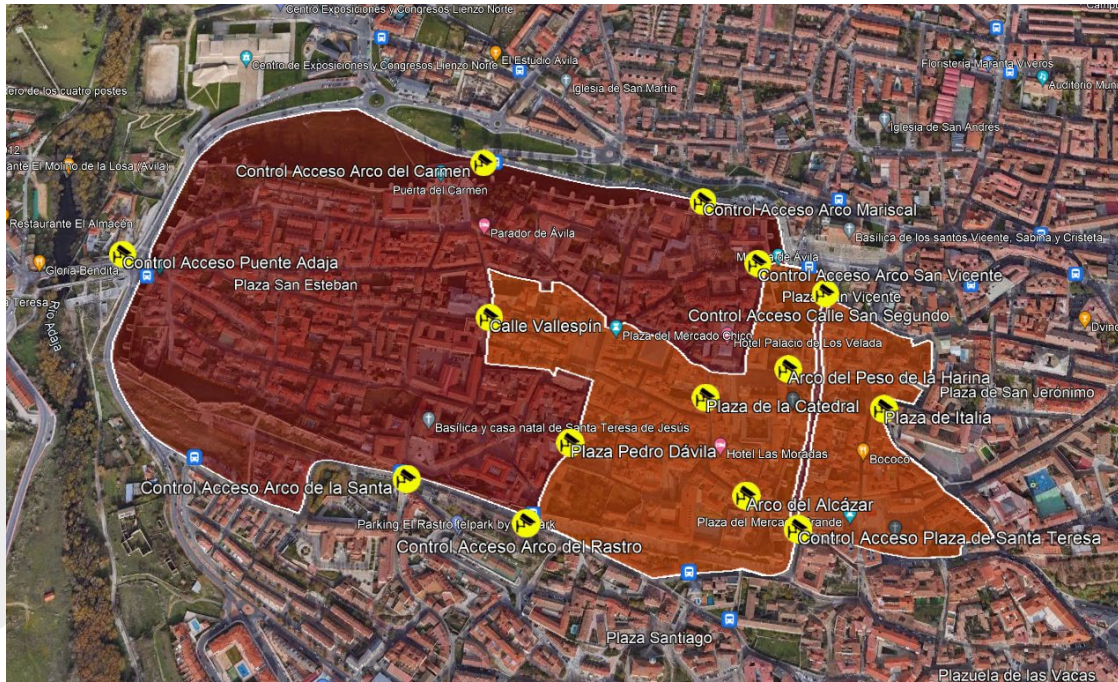 Centro Exposiciones y Congresos Lienzo Norte
El Estudio Ávila
Centro de Exposiciones y Congresos Lienzo Norte
Floristería Maranta Viveros
Iglesia de San Martín
Auditorio Muni
ero de los cuatro postes
Iglesia de San Andrés
ante El Molino de la Losa (Ávila)
Control Acceso Arco del Carmen
Puerta del Carmen
Control Acceso Arco Mariscal
Restaurante El Almacén
Parador de Ávila
Basílica de los santos Vicente, Sabina y Cristeta
Control Acceso Puente Adaja
Gloria Bendita
Control Acceso Arco San Vicente
Plaza San Esteban
Teresa
Río Adaja
Control Acceso Calle San Segundo
Calle Vallespín
Plaza del Mercado Chico
Hotel Palacio de Los Velada
Arco del Peso de la Harina
Plaza de San Jerónimo
Plaza de la Catedral
Plaza de Italia
Basílica y casa natal de Santa Teresa de Jesús
Plaza Pedro Dávila
Hotel Las Moradas
Bococo
Control Acceso Arco de la Santa
Arco del Alcázar
Parking El Rastro
Control Acceso Plaza de Santa Teresa
Control Acceso Arco del Rastro
Plaza Santiago
Plazuela de las Vacas